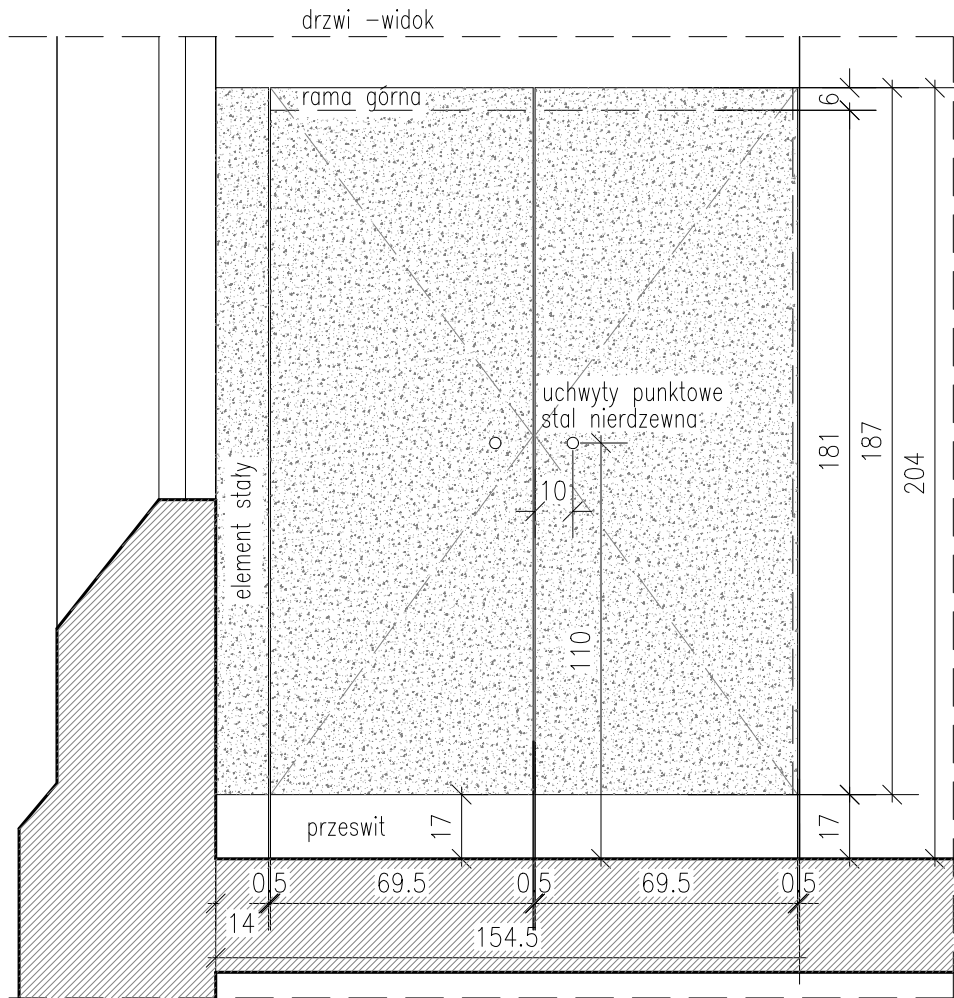 drzwi –widok
rama górna
6
uchwyty punktowe
stal nierdzewna
181
187
204
10
element stały
110
przeswit
17
17
0.5
69.5
0.5
69.5
0.5
14
154.5